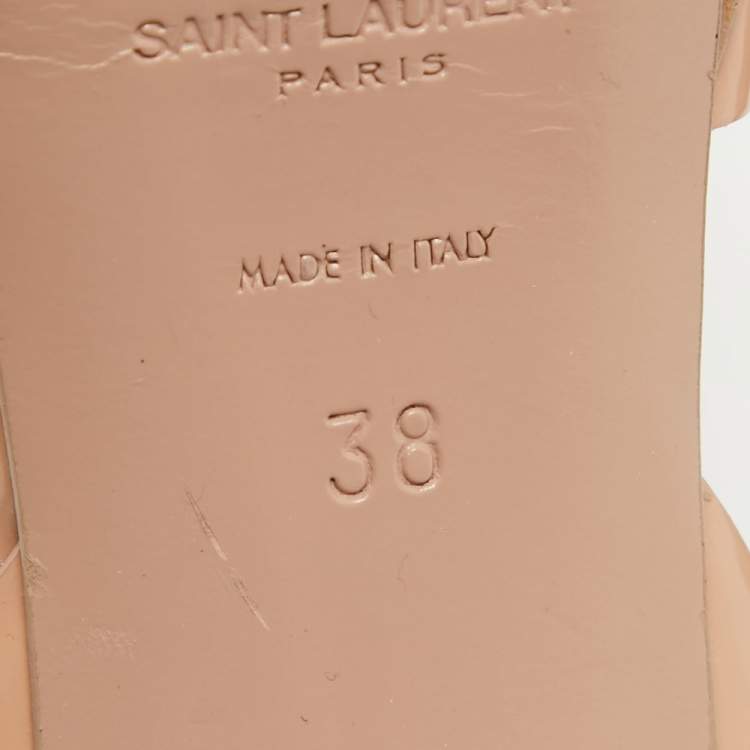 SAINT LAURENT
PARIS
MADE IN ITALY
38